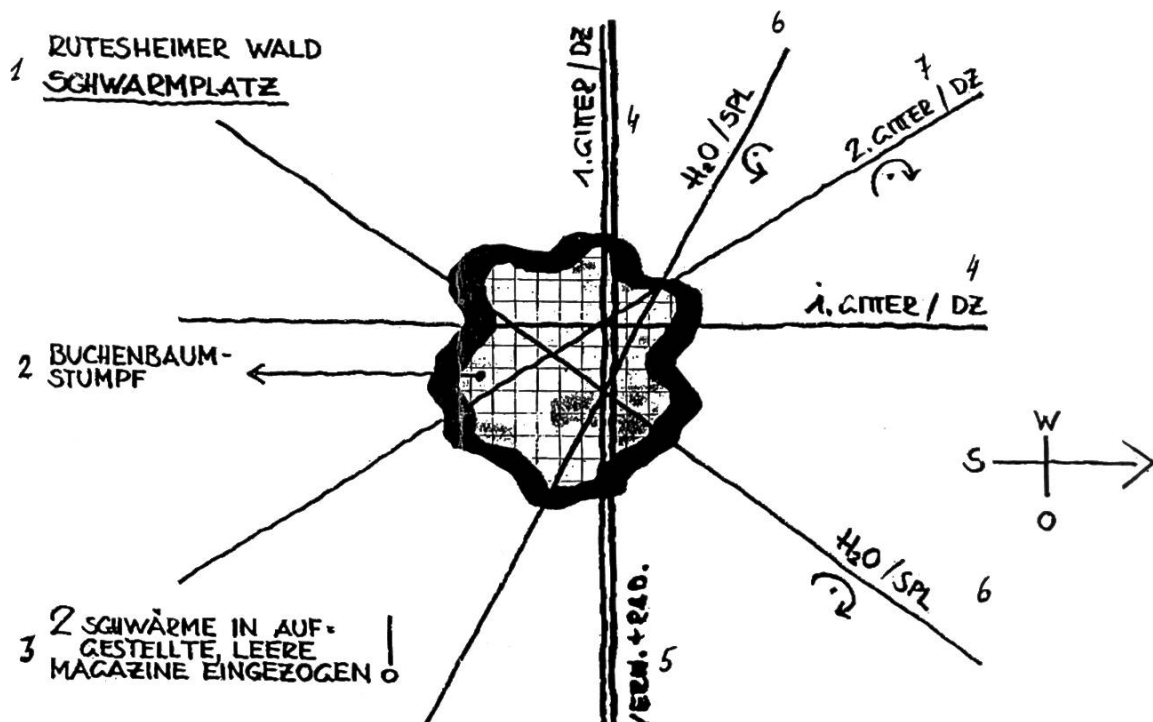 1 RUTESHEIMER WALD
SCHWARMPLATZ
1. GITTER / DZ
4
6
H₂O / SPL
7
2. GITTER / DZ
4
1. GITTER / DZ
2 BUCHENBAUM-
STUMPF
W
S
O
H₂O / SPL
6
3 2 SCHWÄRME IN AUF=
GESTELLTE, LEERE
MAGAZINE EINGEZOGEN !
5